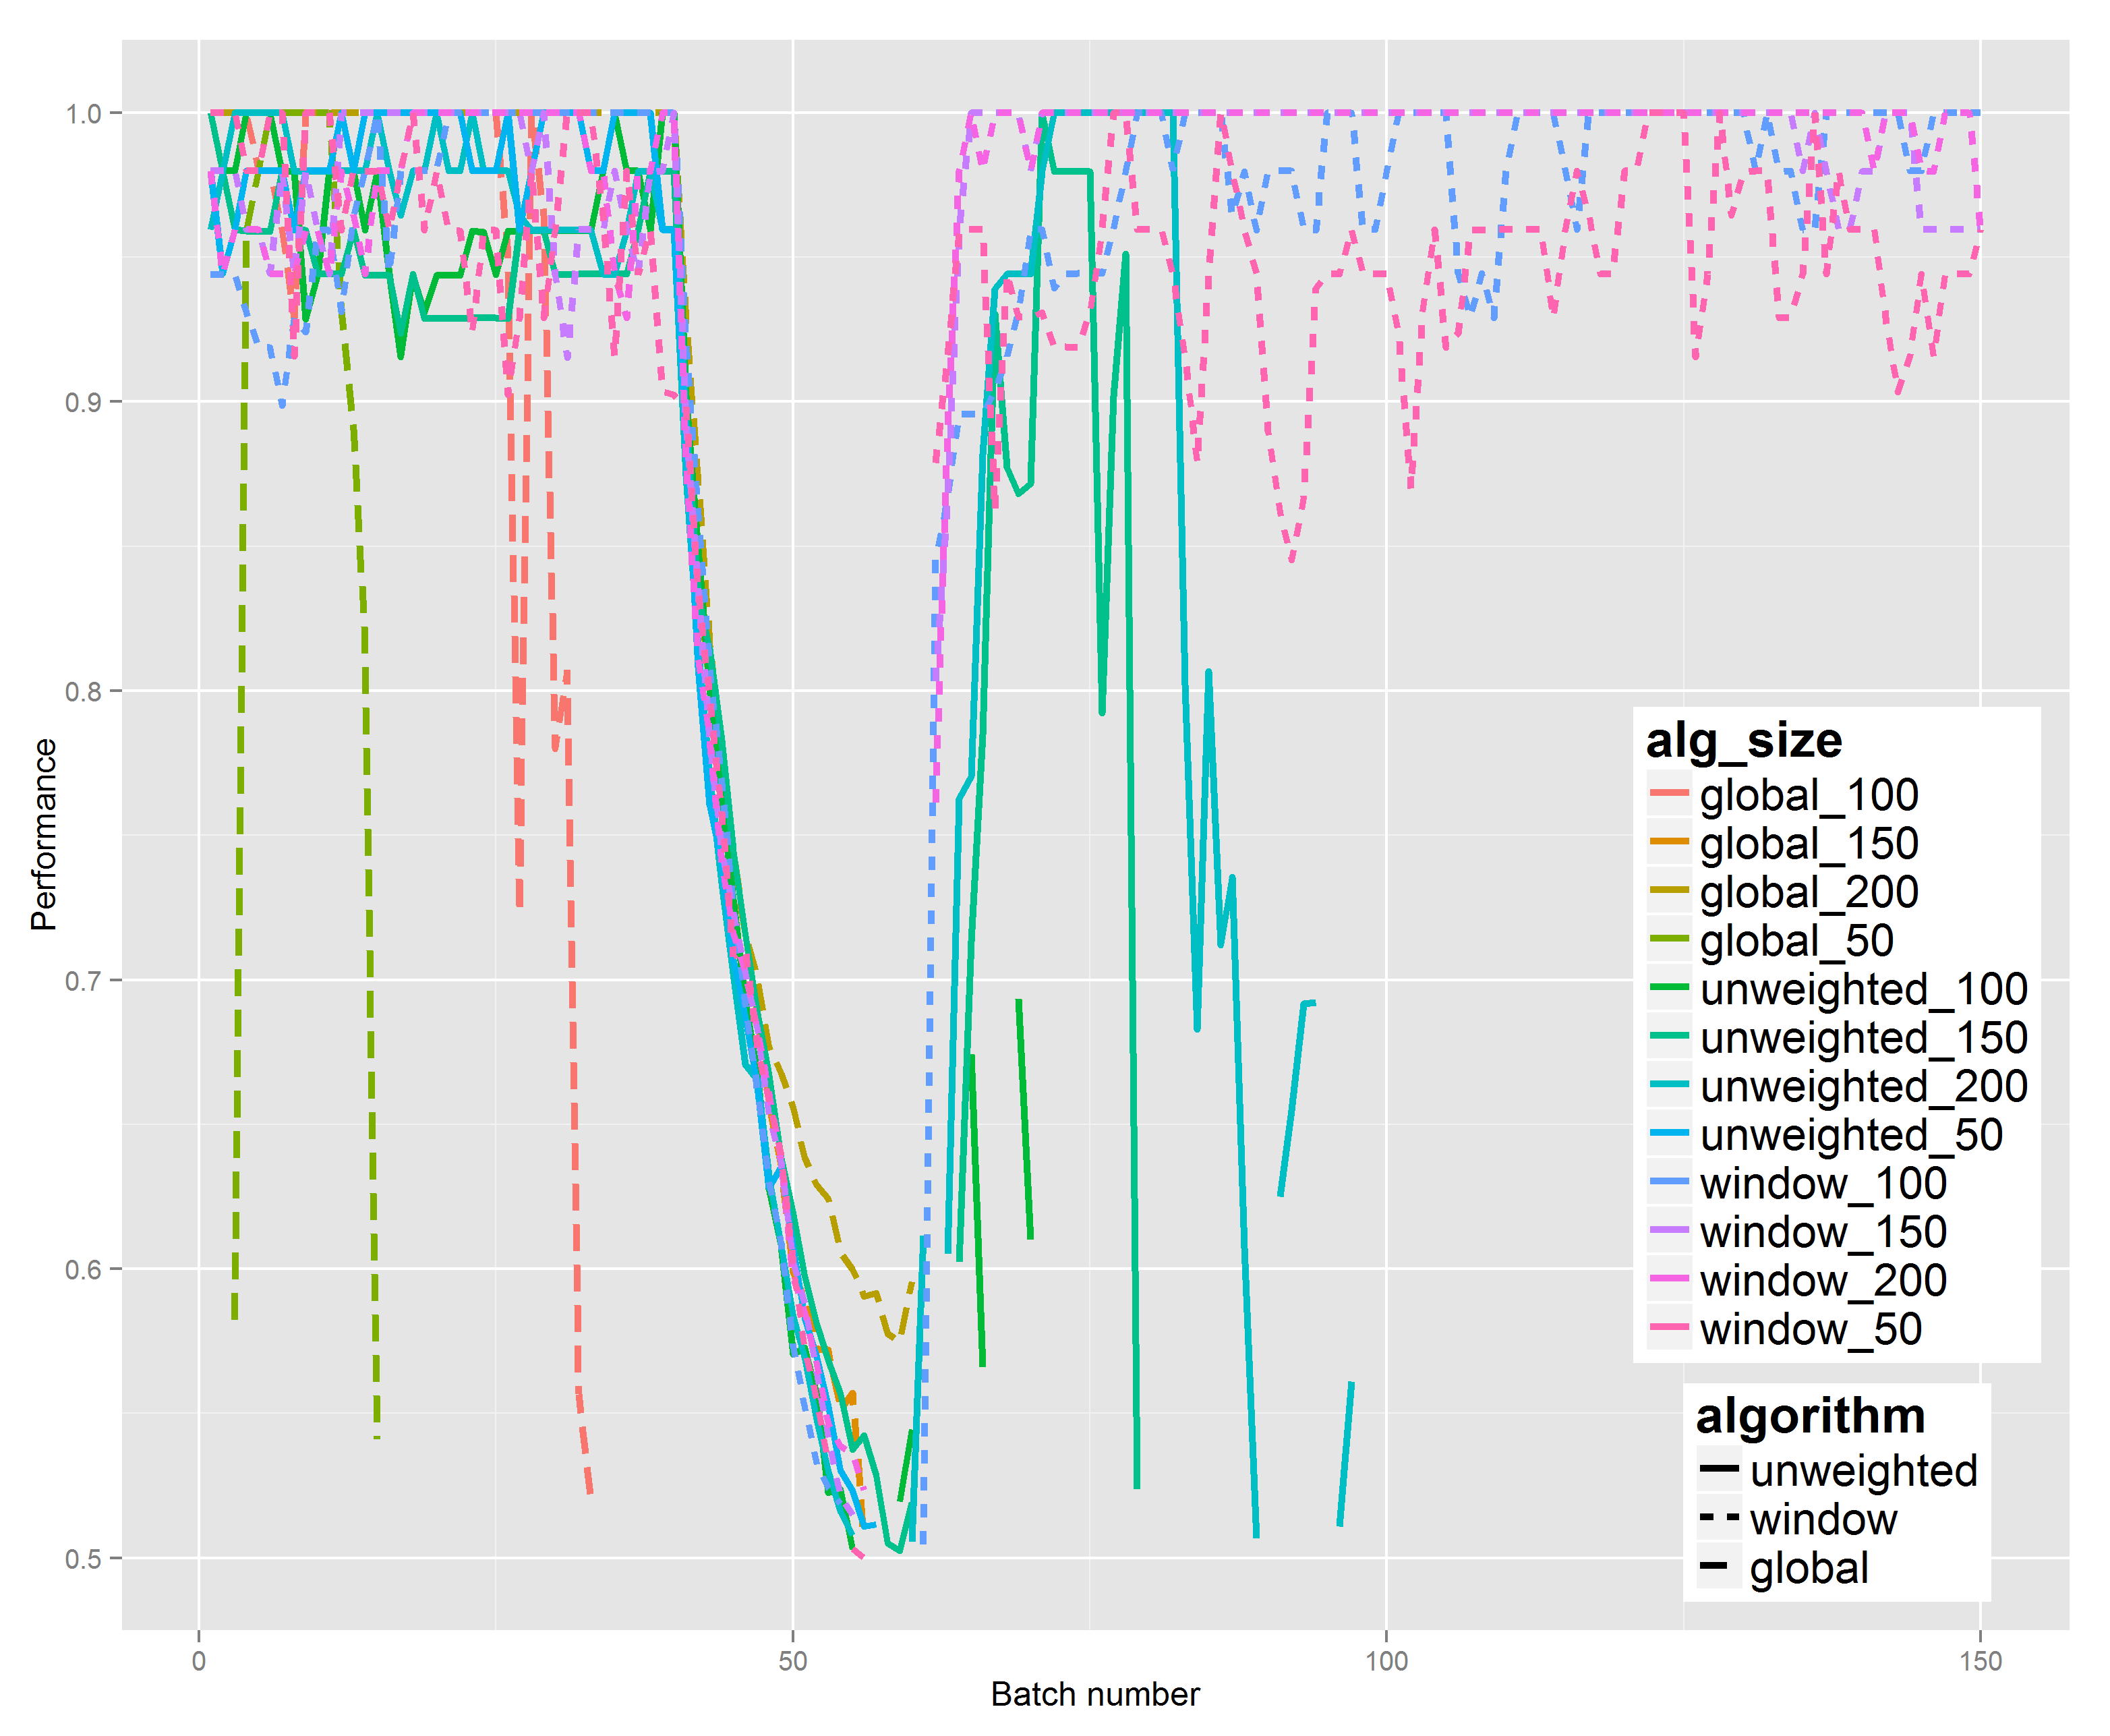 1.0
0.9
0.8
0.7
0.6
0.5
Performance
0
50
100
150
Batch number
alg_size
global_100
global_150
global_200
global_50
unweighted_100
unweighted_150
unweighted_200
unweighted_50
window_100
window_150
window_200
window_50
algorithm
unweighted
window
global